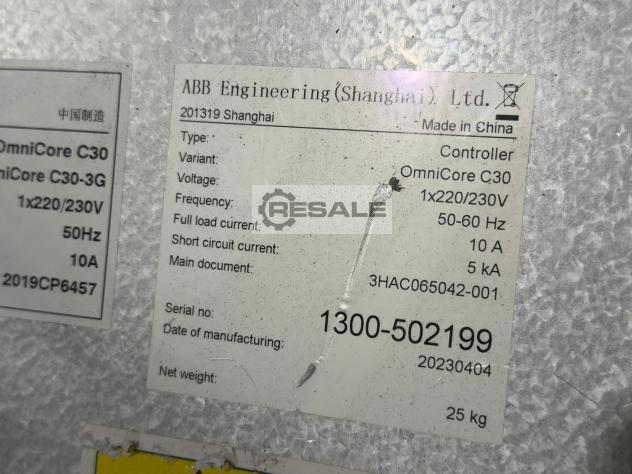 中国制造
OmniCore C30
niCore C30-3G
1x220/230V
50Hz
10A
2019CP6457
ABB Engineering(Shanghai) Ltd.
201319 Shanghai
Made in China
Type: Controller
Variant: OmniCore C30
Voltage: 1x220/230V
Frequency: 50-60 Hz
Full load current: 10 A
Short circuit current: 5 kA
Main document: 3HAC065042-001
Serial no: 1300-502199
Date of manufacturing: 20230404
Net weight: 25 kg
RESALE